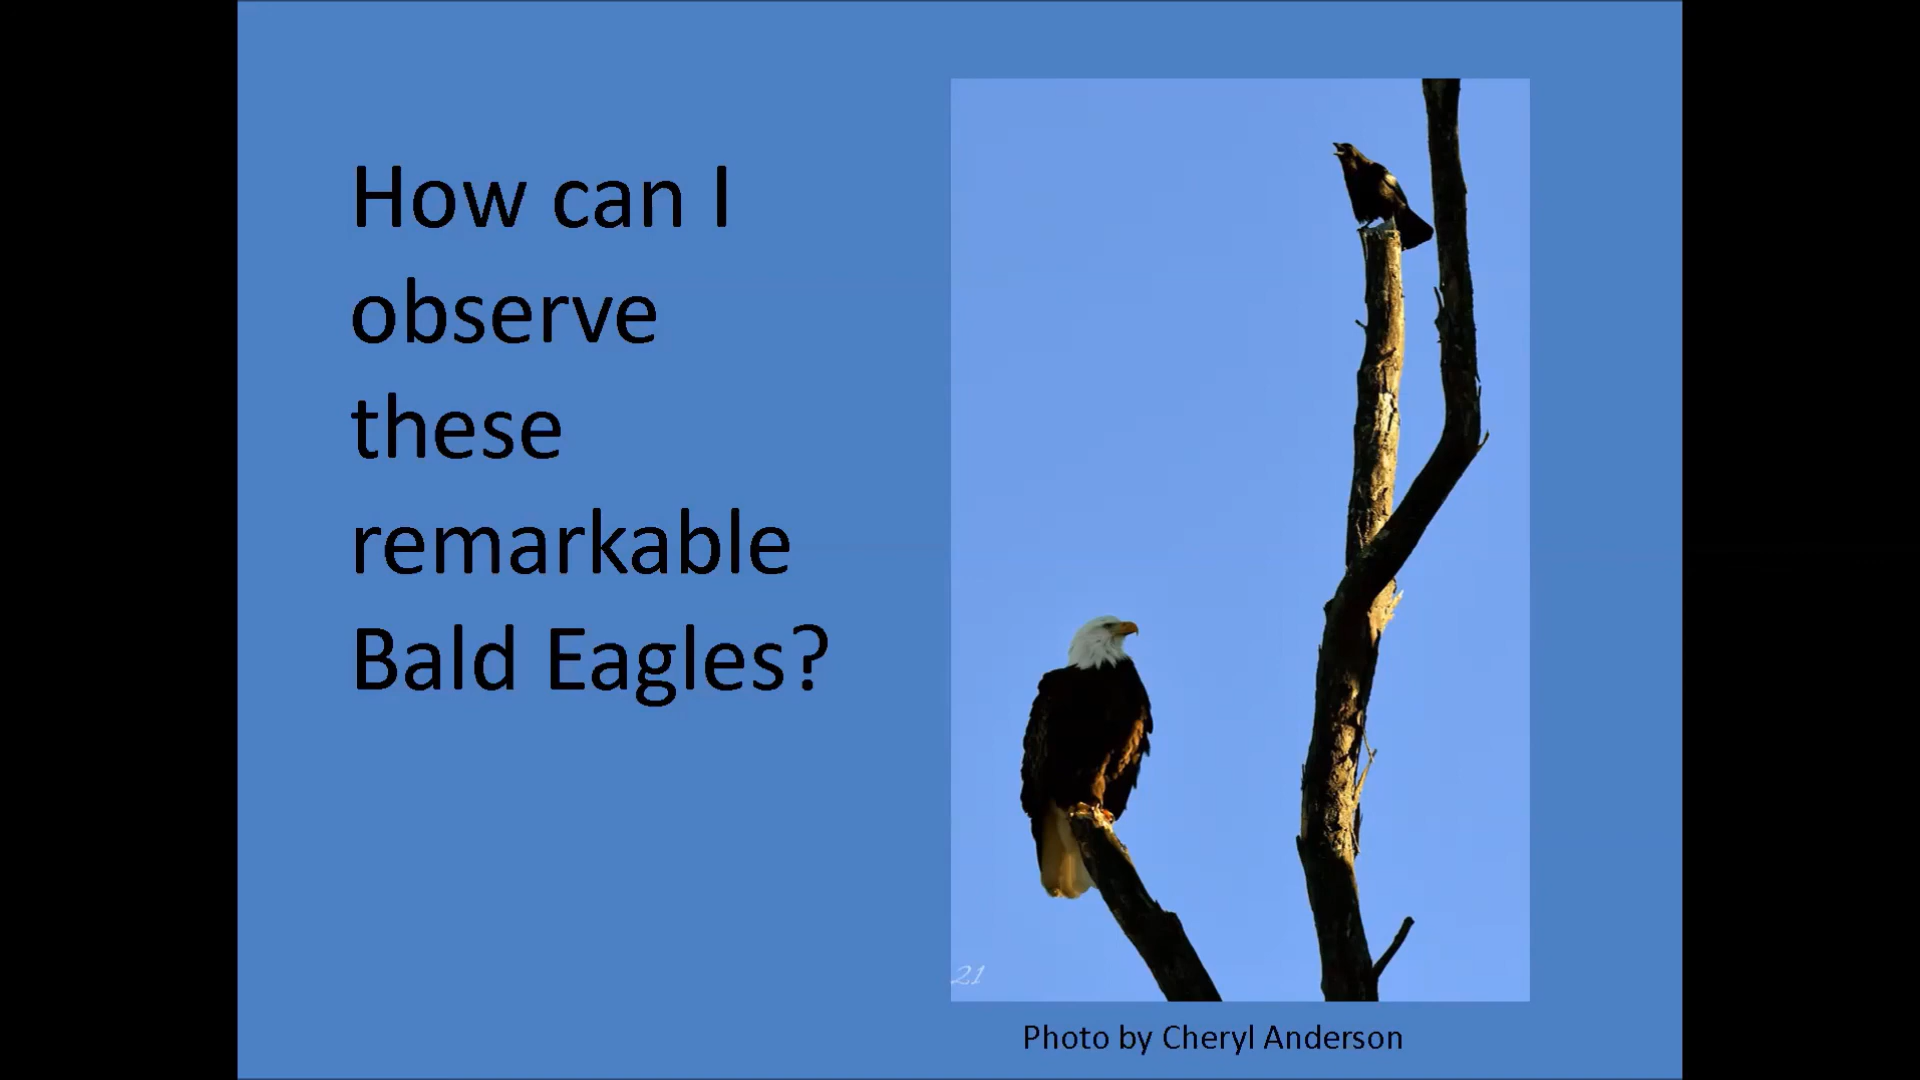 How can I
observe
these
remarkable
Bald Eagles?
21
Photo by Cheryl Anderson